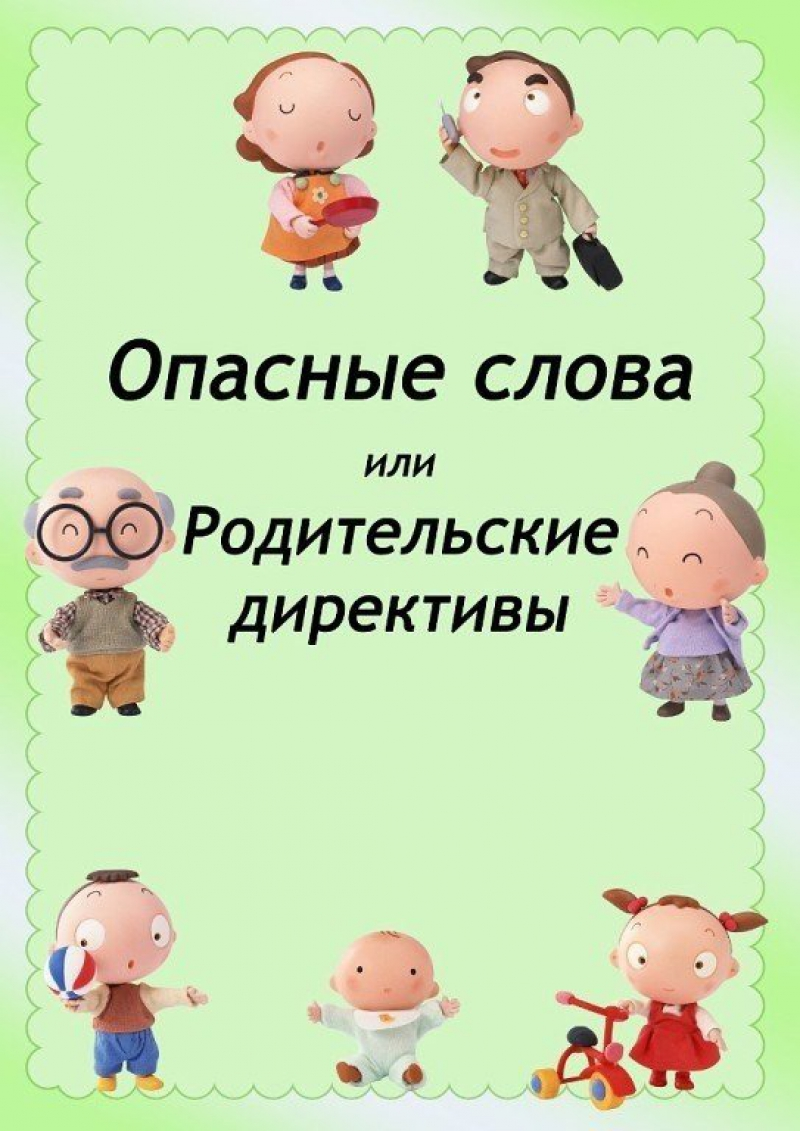 Опасные слова
или
Родительские
директивы